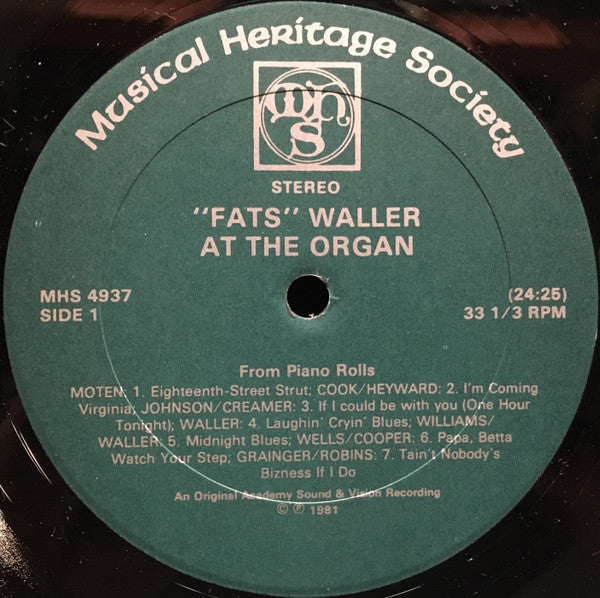 Musical Heritage Society
mhs
STEREO
"FATS" WALLER
AT THE ORGAN
MHS 4937
SIDE 1
(24:25)
33 1/3 RPM
From Piano Rolls
MOTEN: 1. Eighteenth-Street Strut; COOK/HEYWARD: 2. I'm Coming
Virginia; JOHNSON/CREAMER: 3. If I could be with you (One Hour
Tonight); WALLER: 4. Laughin' Cryin' Blues; WILLIAMS/
WALLER: 5. Midnight Blues; WELLS/COOPER: 6. Papa, Betta
Watch Your Step; GRAINGER/ROBINS: 7. Tain't Nobody's
Bizness If I Do
An Original Academy Sound & Vision Recording
© ℗ 1981